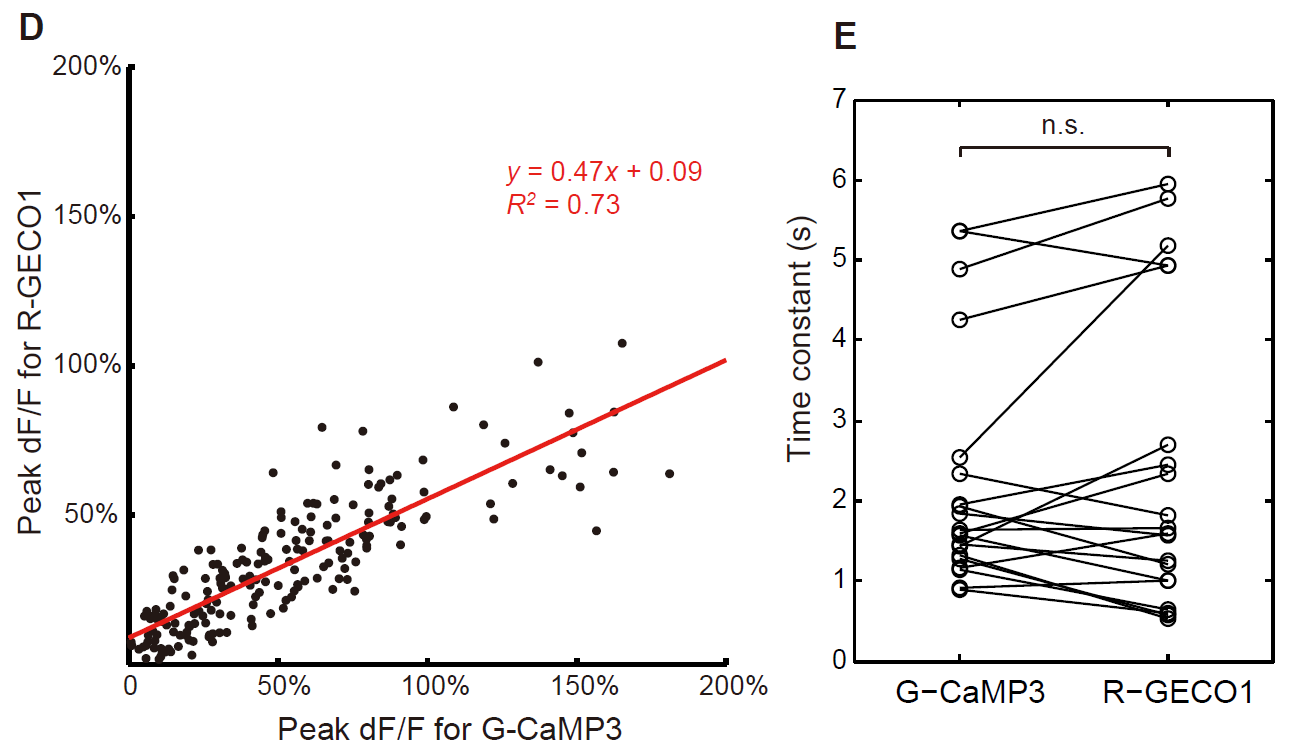 D
200%
150%
100%
50%
Peak dF/F for R-GECO1
y = 0.47x + 0.09
R² = 0.73
0 50% 100% 150% 200%
Peak dF/F for G-CaMP3
E
7
6
5
4
3
2
1
0
Time constant (s)
n.s.
G−CaMP3 R−GECO1